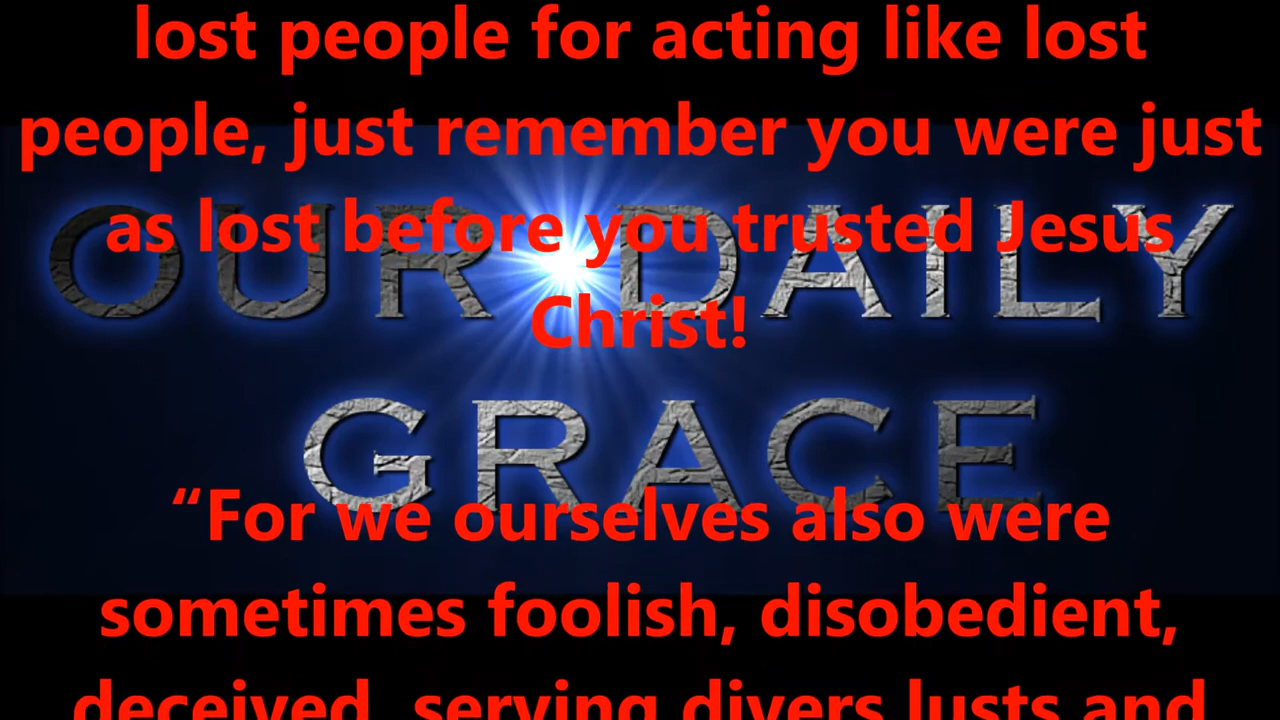 lost people for acting like lost
people, just remember you were just
as lost before you trusted Jesus
Christ!
OUR DAILY
GRACE
“For we ourselves also were
sometimes foolish, disobedient,
deceived, serving divers lusts and